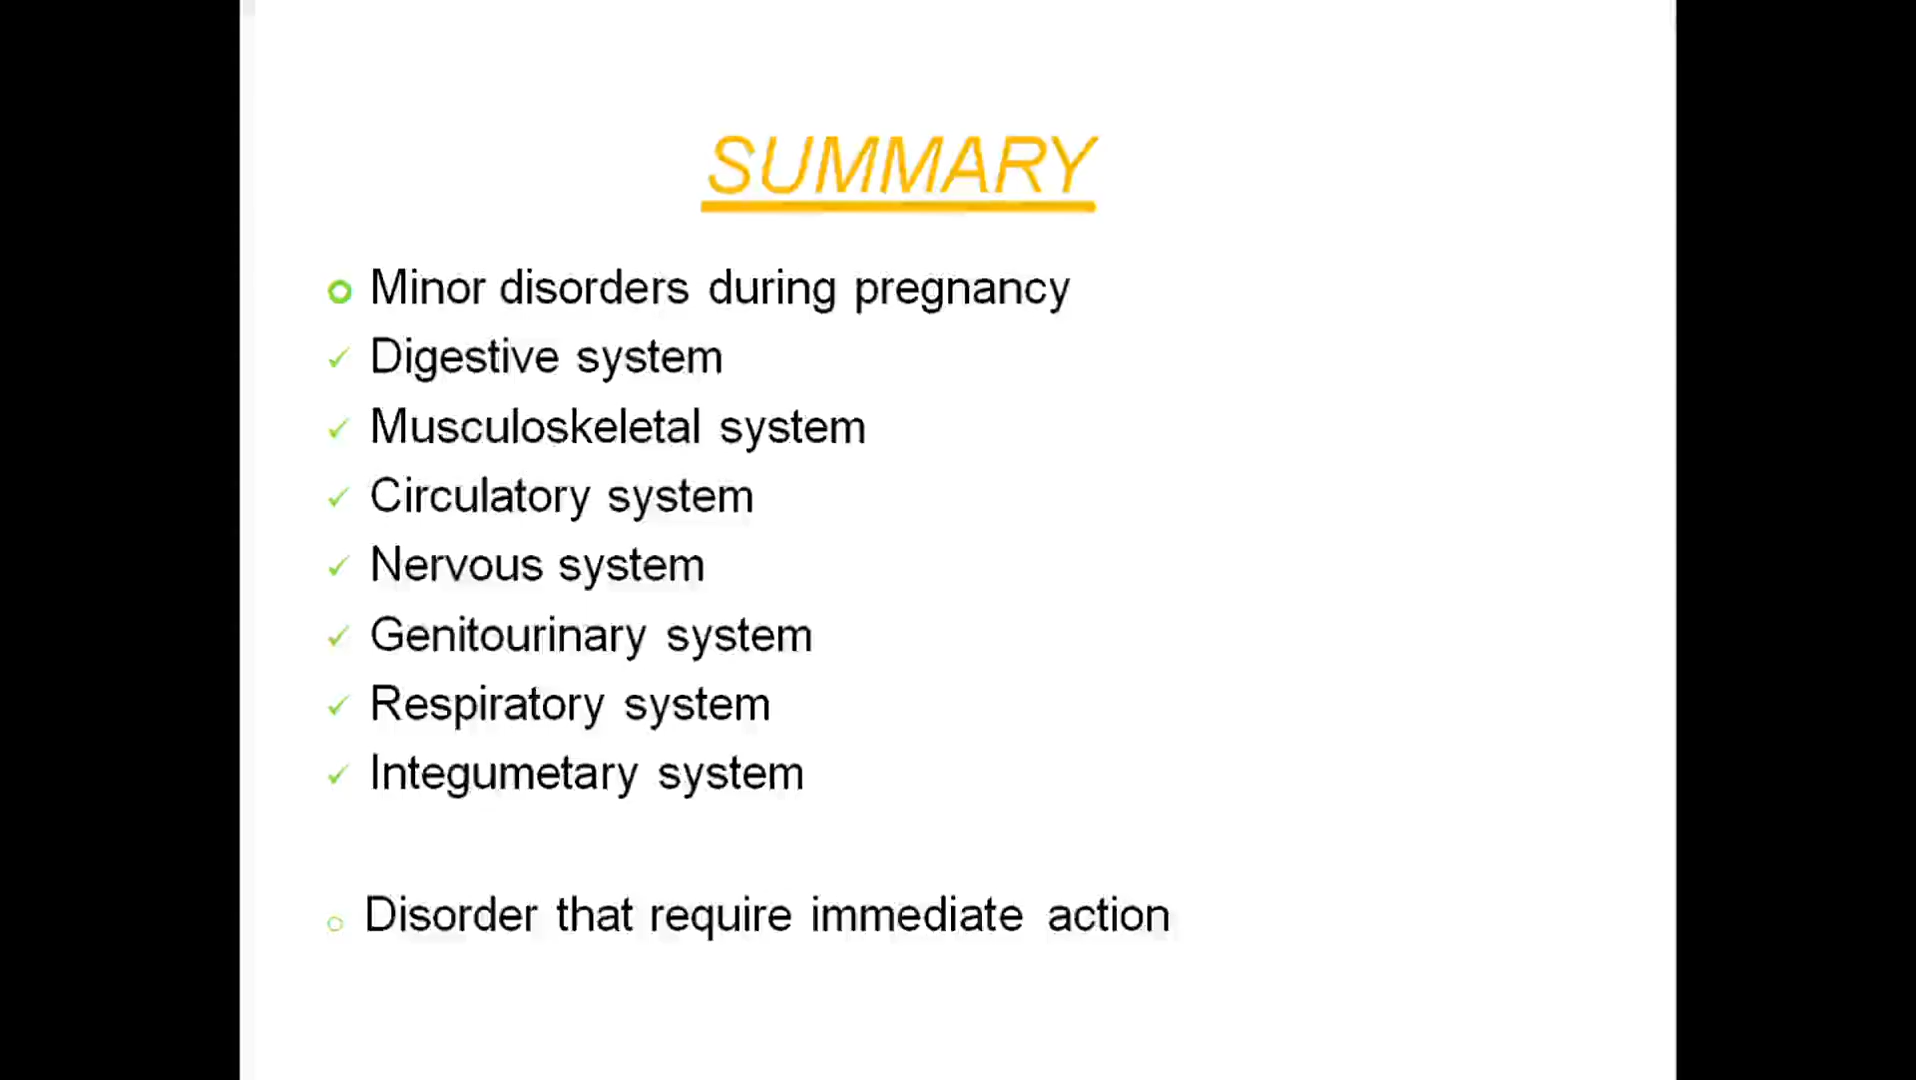 SUMMARY
Minor disorders during pregnancy
Digestive system
Musculoskeletal system
Circulatory system
Nervous system
Genitourinary system
Respiratory system
Integumetary system
Disorder that require immediate action